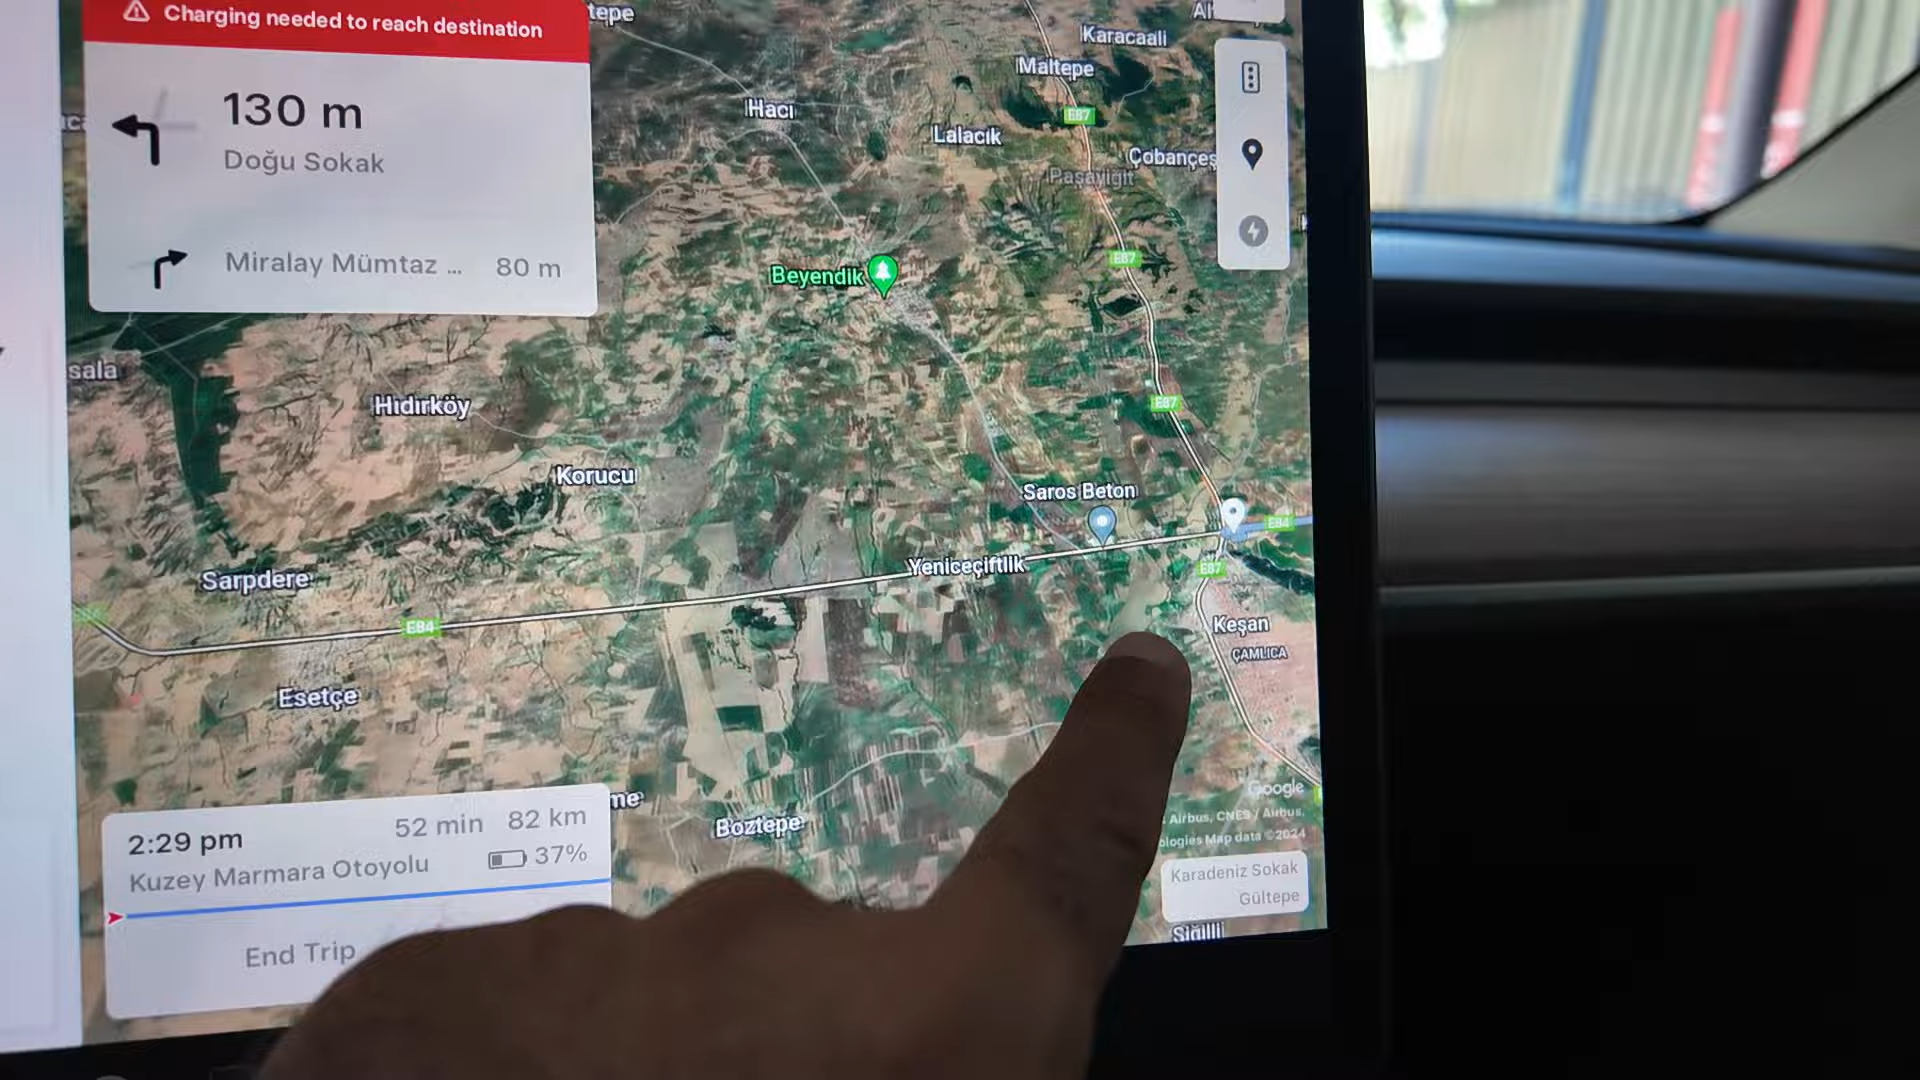 Charging needed to reach destination
130 m
Doğu Sokak
Miralay Mümtaz ... 80 m
tepe
Karacaali
Maltepe
Hacı
E87
Lalacık
Çobançeş
Paşayiğit
E87
Beyendik
sala
E87
Hıdırköy
Korucu
Saros Beton
E84
Yeniceçiftlik
E87
Sarpdere
E84
Keşan
ÇAMLICA
Esetçe
Google
me
Boztepe
Airbus, CNES / Airbus,
ologies Map data ©2024
2:29 pm 52 min 82 km
Kuzey Marmara Otoyolu 37%
Karadeniz Sokak
Gültepe
End Trip
Sığıllı